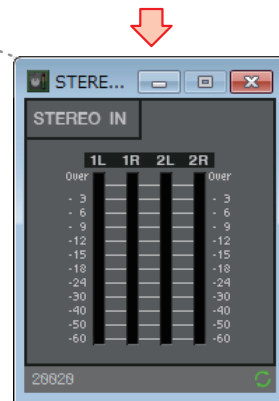 STERE...
STEREO IN
1L 1R 2L 2R
Over Over
- 3 - 3
- 6 - 6
- 9 - 9
-12 -12
-15 -15
-18 -18
-24 -24
-30 -30
-40 -40
-50 -50
-60 -60
20020